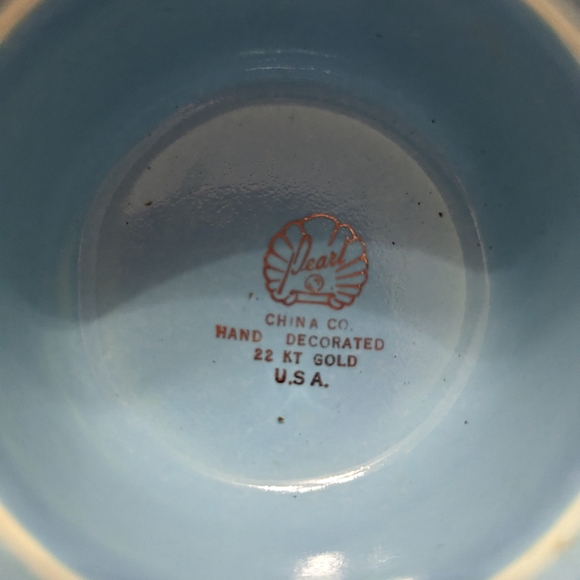 Pearl
CHINA CO.
HAND DECORATED
22 KT GOLD
U.S.A.